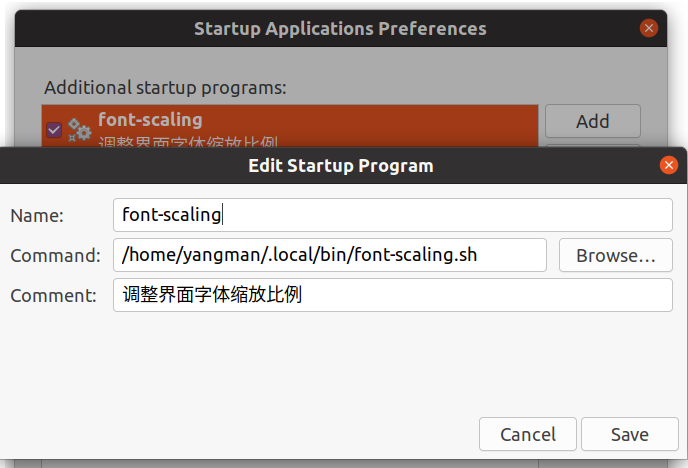 Startup Applications Preferences
Additional startup programs:
font-scaling
调整界面字体缩放比例
Add
Edit Startup Program
Name:
font-scaling
Command:
/home/yangman/.local/bin/font-scaling.sh
Browse...
Comment:
调整界面字体缩放比例
Cancel
Save